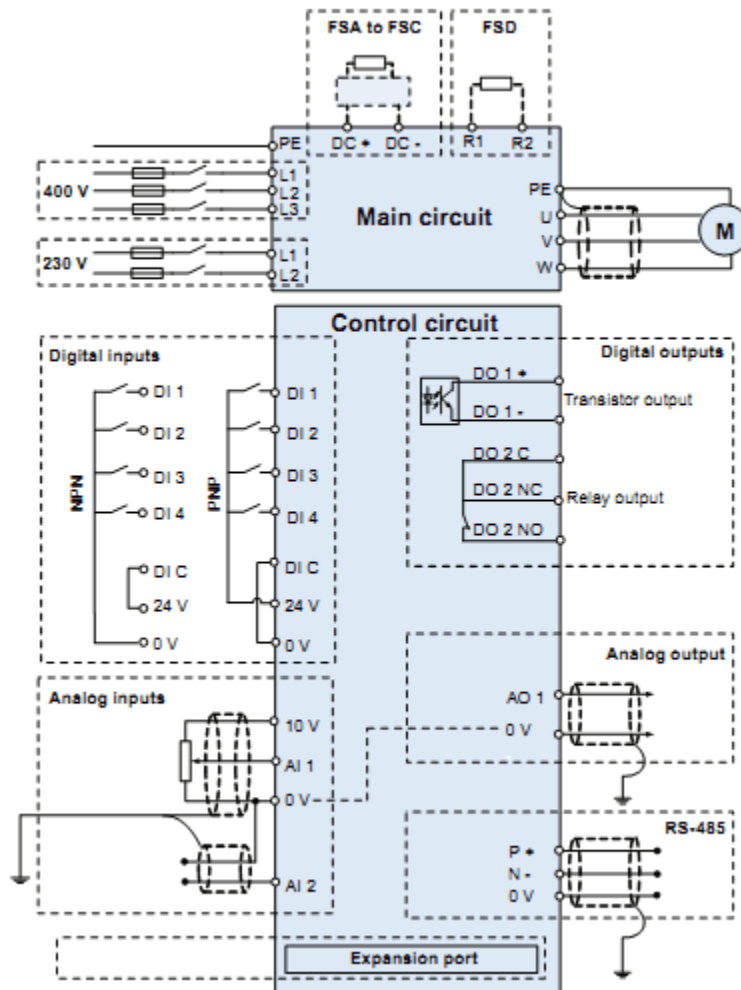 FSA to FSC
FSD
PE
DC +
DC -
R1
R2
400 V
L1
L2
L3
Main circuit
PE
U
V
W
M
230 V
L1
L2
Control circuit
Digital inputs
NPN
DI 1
DI 2
DI 3
DI 4
DI C
24 V
0 V
PNP
DI 1
DI 2
DI 3
DI 4
DI C
24 V
0 V
Digital outputs
DO 1 +
Transistor output
DO 1 -
DO 2 C
DO 2 NC
Relay output
DO 2 NO
Analog inputs
10 V
AI 1
0 V
AI 2
Analog output
AO 1
0 V
RS-485
P +
N -
0 V
Expansion port